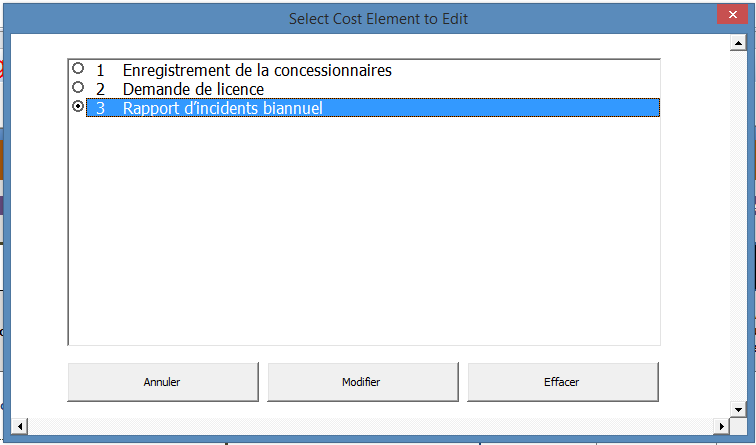 Select Cost Element to Edit
1 Enregistrement de la concessionnaires
2 Demande de licence
3 Rapport d'incidents biannuel
Annuler Modifier Effacer